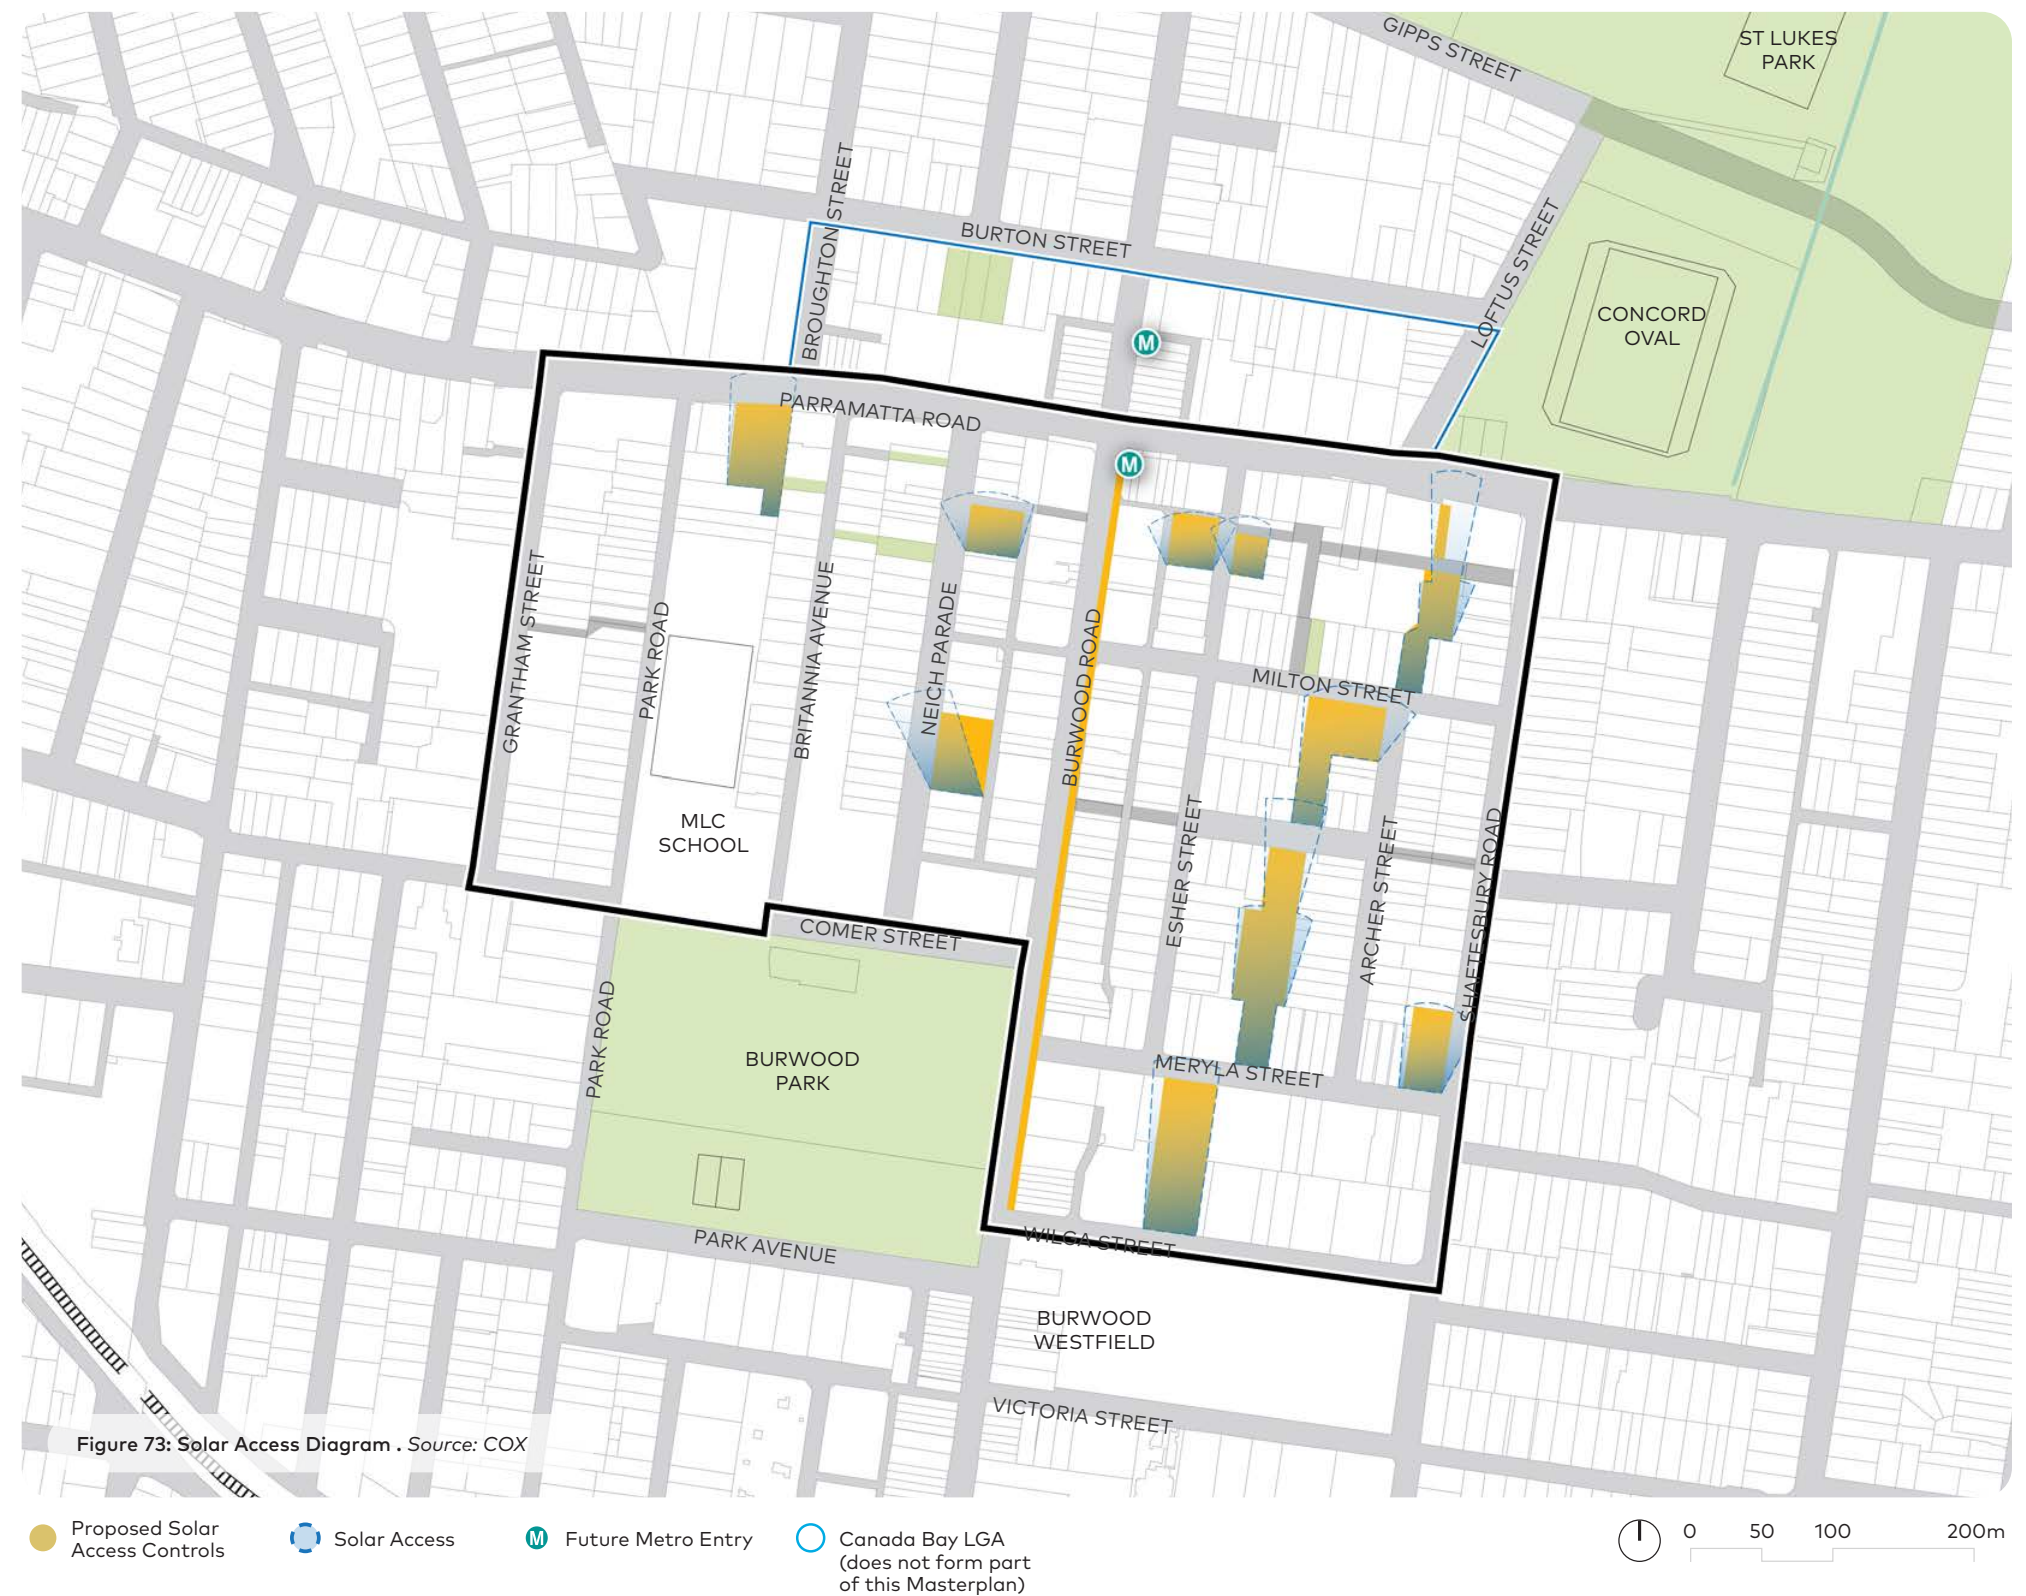 GIPPS STREET
ST LUKES
PARK
BROUGHTON STREET
BURTON STREET
LOFTUS STREET
CONCORD
OVAL
M
PARRAMATTA ROAD
M
GRANTHAM STREET
PARK ROAD
BRITANNIA AVENUE
NEICH PARADE
BURWOOD ROAD
MILTON STREET
MLC
SCHOOL
ESHER STREET
ARCHER STREET
SHAFTESBURY ROAD
COMER STREET
PARK ROAD
BURWOOD
PARK
MERYLA STREET
PARK AVENUE
WILGA STREET
BURWOOD
WESTFIELD
VICTORIA STREET
Figure 73: Solar Access Diagram . Source: COX
Proposed Solar
Access Controls
Solar Access
M Future Metro Entry
Canada Bay LGA
(does not form part
of this Masterplan)
0 50 100 200m